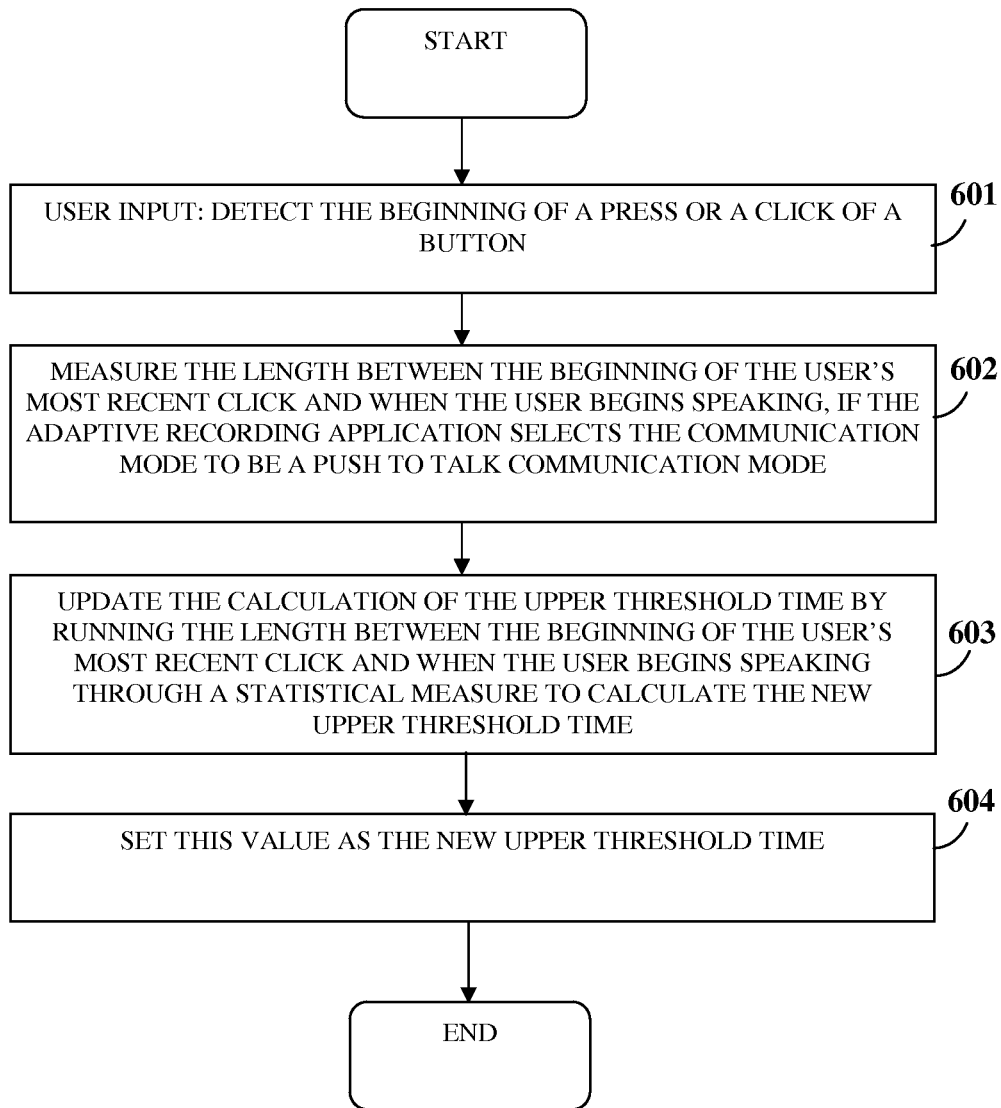 START
USER INPUT: DETECT THE BEGINNING OF A PRESS OR A CLICK OF A
BUTTON
601
MEASURE THE LENGTH BETWEEN THE BEGINNING OF THE USER'S
MOST RECENT CLICK AND WHEN THE USER BEGINS SPEAKING, IF THE
ADAPTIVE RECORDING APPLICATION SELECTS THE COMMUNICATION
MODE TO BE A PUSH TO TALK COMMUNICATION MODE
602
UPDATE THE CALCULATION OF THE UPPER THRESHOLD TIME BY
RUNNING THE LENGTH BETWEEN THE BEGINNING OF THE USER'S
MOST RECENT CLICK AND WHEN THE USER BEGINS SPEAKING
THROUGH A STATISTICAL MEASURE TO CALCULATE THE NEW
UPPER THRESHOLD TIME
603
SET THIS VALUE AS THE NEW UPPER THRESHOLD TIME
604
END